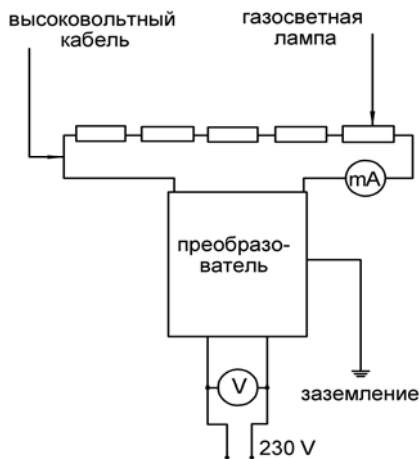 высоковольтный
кабель
газосветная
лампа
mA
преобразо-
ватель
V
заземление
230 V